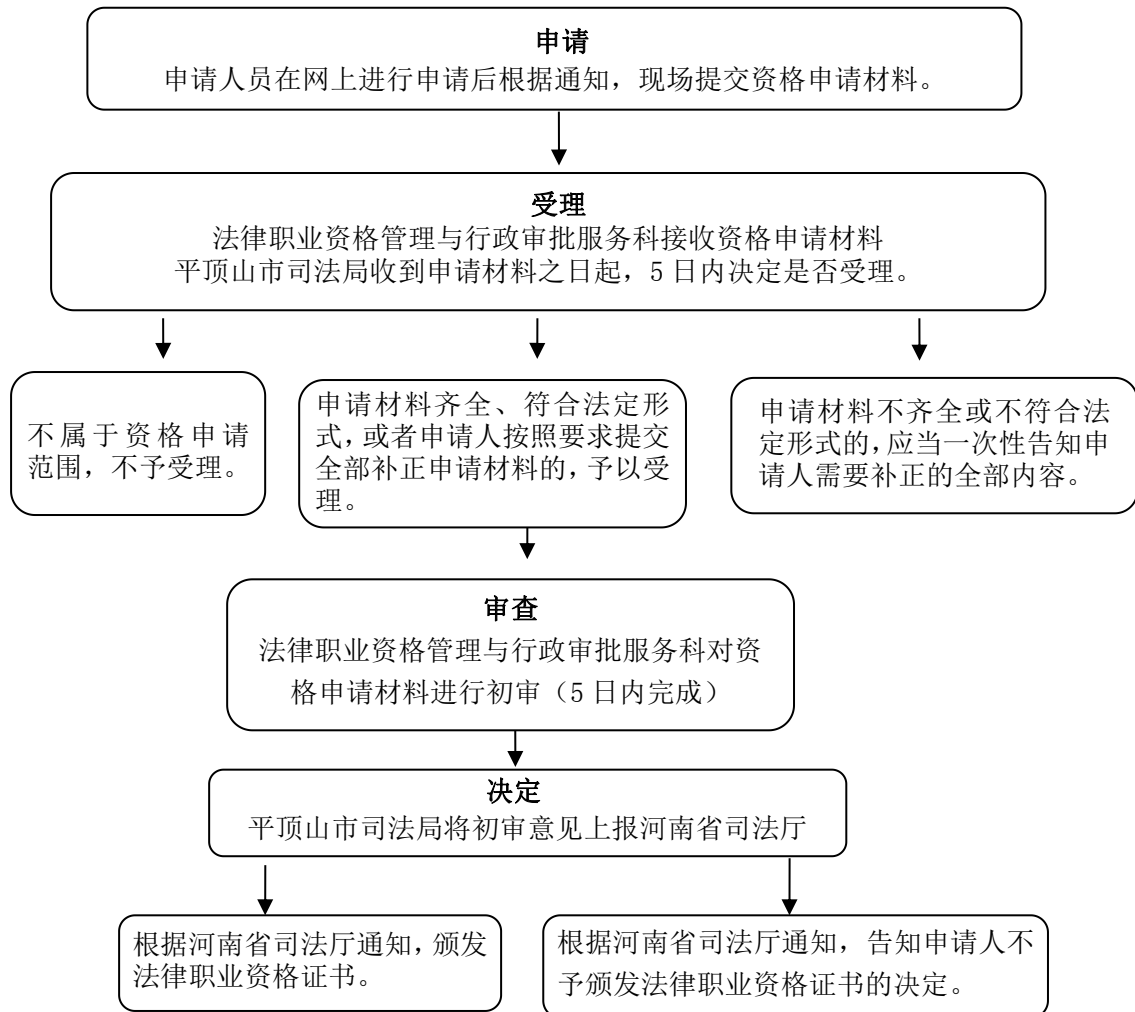 申请
申请人员在网上进行申请后根据通知，现场提交资格申请材料。
受理
法律职业资格管理与行政审批服务科接收资格申请材料
平顶山市司法局收到申请材料之日起，5 日内决定是否受理。
不属于资格申请
范围，不予受理。
申请材料齐全、符合法定形
式，或者申请人按照要求提交
全部补正申请材料的，予以受
理。
申请材料不齐全或不符合法
定形式的，应当一次性告知申
请人需要补正的全部内容。
审查
法律职业资格管理与行政审批服务科对资
格申请材料进行初审（5 日内完成）
决定
平顶山市司法局将初审意见上报河南省司法厅
根据河南省司法厅通知，颁发
法律职业资格证书。
根据河南省司法厅通知，告知申请人不
予颁发法律职业资格证书的决定。